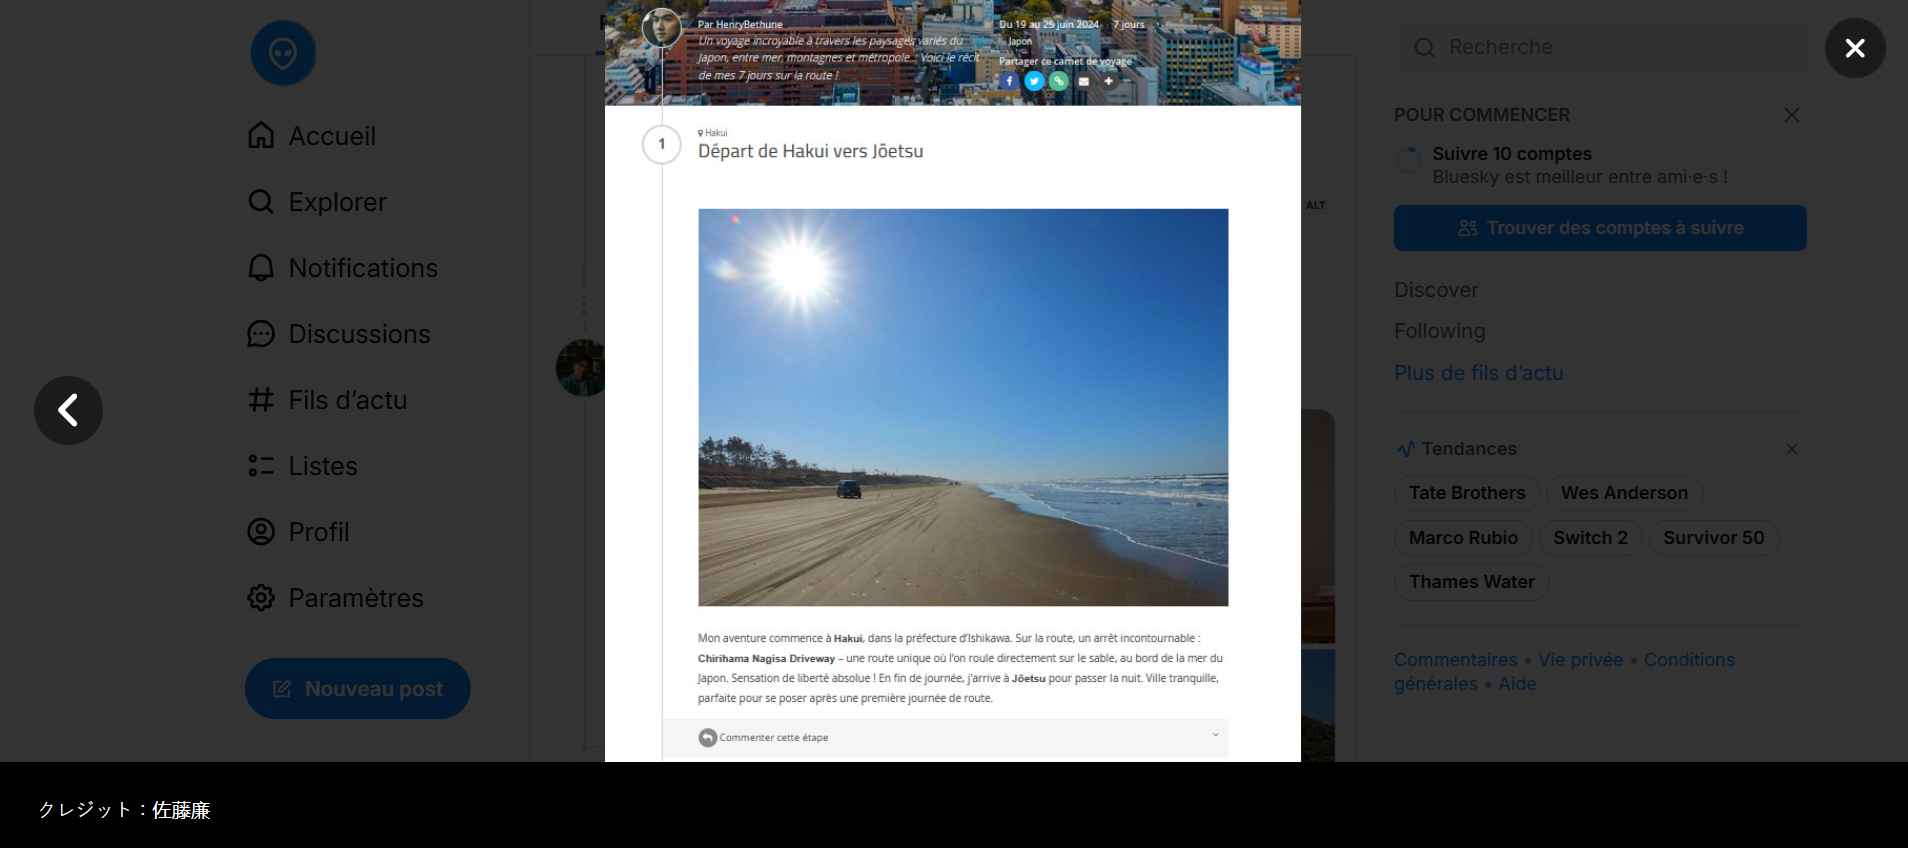 Accueil
Explorer
Notifications
Discussions
Fils d’actu
Listes
Profil
Paramètres
Nouveau post
Par HenryBethune
Un voyage incroyable à travers les paysages variés du
Japon, entre mer, montagnes et métropole... Voici le récit
de mes 7 jours sur la route !
Du 19 au 25 juin 2024 7 jours
Japon
Partager ce carnet de voyage
1
Hakui
Départ de Hakui vers Jōetsu
Mon aventure commence à Hakui, dans la préfecture d’Ishikawa. Sur la route, un arrêt incontournable :
Chirihama Nagisa Driveway – une route unique où l’on roule directement sur le sable, au bord de la mer du
Japon. Sensation de liberté absolue ! En fin de journée, j’arrive à Jōetsu pour passer la nuit. Ville tranquille,
parfaite pour se poser après une première journée de route.
Commenter cette étape
ALT
Recherche
POUR COMMENCER
Suivre 10 comptes
Bluesky est meilleur entre ami·e·s !
Trouver des comptes à suivre
Discover
Following
Plus de fils d’actu
Tendances
Tate Brothers
Wes Anderson
Marco Rubio
Switch 2
Survivor 50
Thames Water
Commentaires • Vie privée • Conditions
générales • Aide
クレジット：佐藤廉